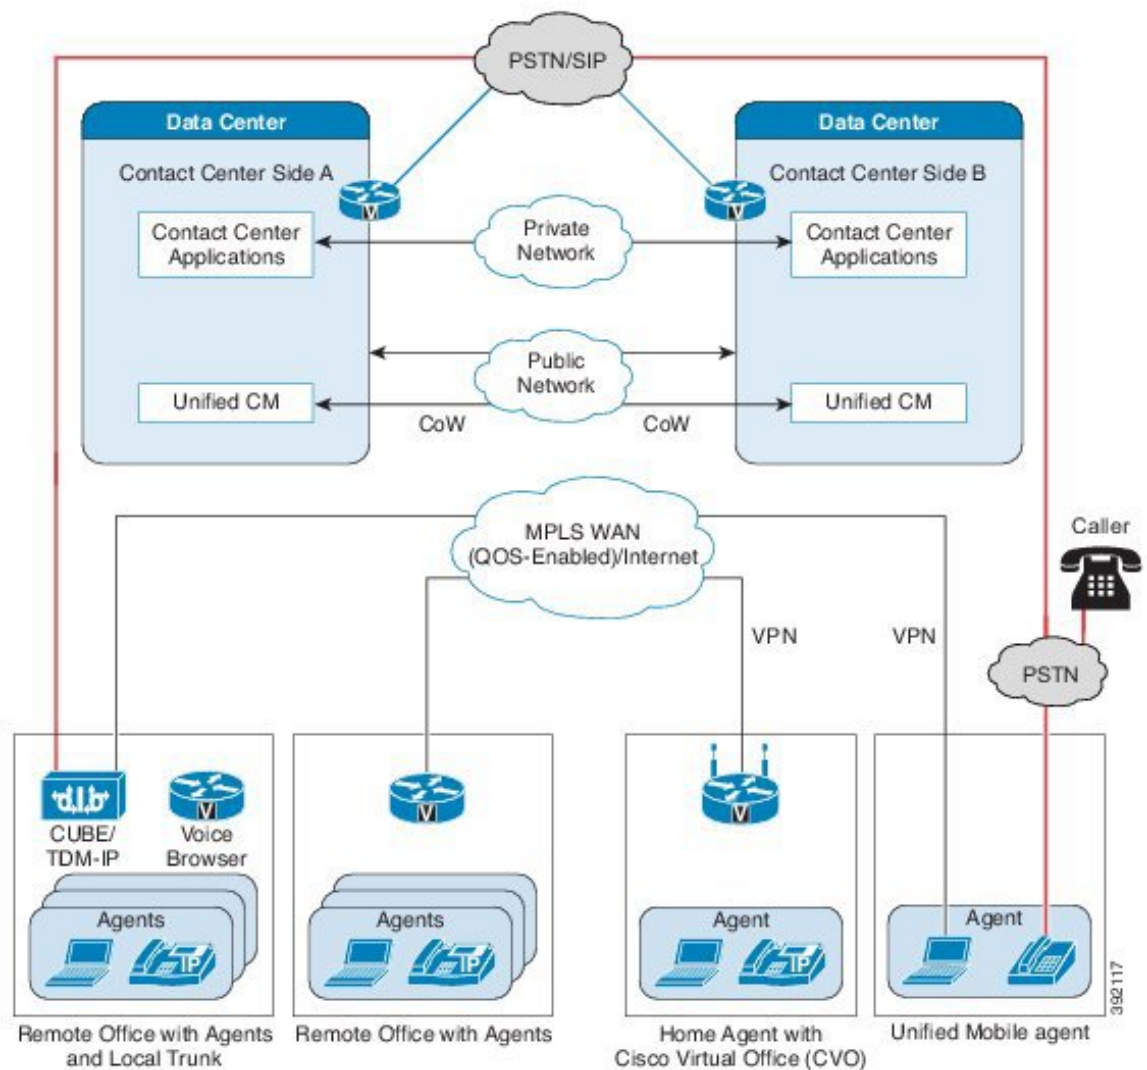 PSTN/SIP
Data Center
Data Center
Contact Center Side A
Contact Center Side B
V
V
Contact Center
Applications
Private
Network
Contact Center
Applications
Public
Network
Unified CM
Unified CM
CoW
CoW
MPLS WAN
(QOS-Enabled)/Internet
Caller
VPN
VPN
PSTN
V
V
V
CUBE/
TDM-IP
Voice
Browser
Agents
IP
Agents
IP
Agent
IP
Agent
392117
Remote Office with Agents
and Local Trunk
Remote Office with Agents
Home Agent with
Cisco Virtual Office (CVO)
Unified Mobile agent